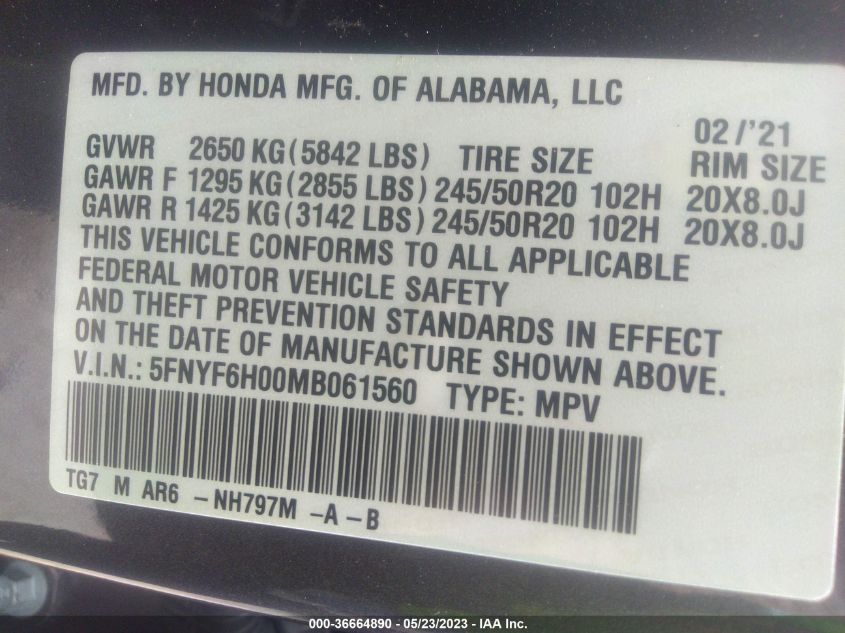 MFD. BY HONDA MFG. OF ALABAMA, LLC
02/'21
GVWR 2650 KG (5842 LBS) TIRE SIZE RIM SIZE
GAWR F 1295 KG (2855 LBS) 245/50R20 102H 20X8.0J
GAWR R 1425 KG (3142 LBS) 245/50R20 102H 20X8.0J
THIS VEHICLE CONFORMS TO ALL APPLICABLE
FEDERAL MOTOR VEHICLE SAFETY
AND THEFT PREVENTION STANDARDS IN EFFECT
ON THE DATE OF MANUFACTURE SHOWN ABOVE.
V.I.N.: 5FNYF6H00MB061560 TYPE: MPV
TG7 M AR6 -NH797M -A -B
000-36664890 - 05/23/2023 - IAA Inc.